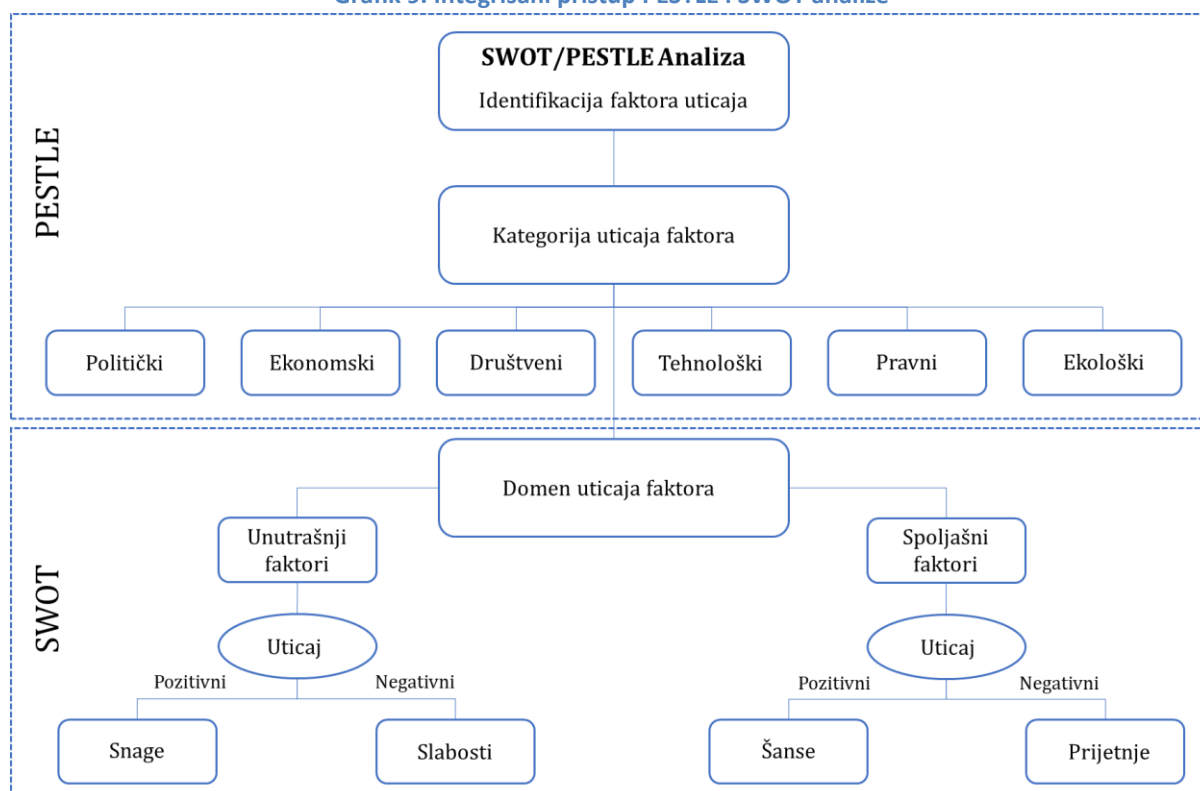 SWOT/PESTLE Analiza
Identifikacija faktora uticaja
PESTLE
Kategorija uticaja faktora
Politički
Ekonomski
Društveni
Tehnološki
Pravni
Ekološki
Domen uticaja faktora
Unutrašnji
faktori
Spoljašni
faktori
SWOT
Uticaj
Uticaj
Pozitivni
Negativni
Pozitivni
Negativni
Snage
Slabosti
Šanse
Prijetnje